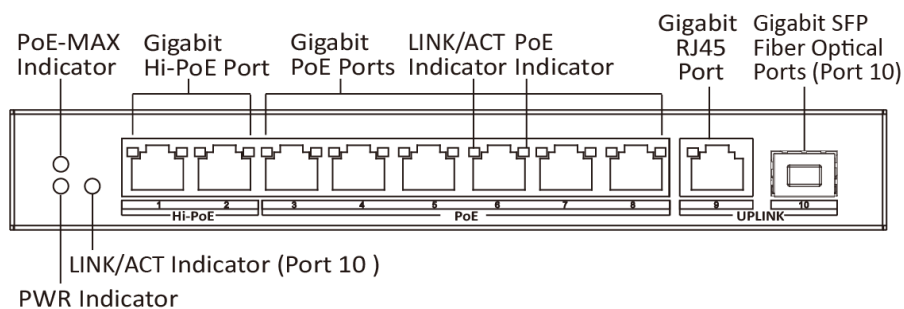 PoE-MAX
Indicator
Gigabit
Hi-PoE Port
Gigabit
PoE Ports
LINK/ACT
Indicator
PoE
Indicator
Gigabit
RJ45
Port
Gigabit SFP
Fiber Optical
Ports (Port 10)
1 2 3 4 5 6 7 8 9 10
Hi-PoE PoE UPLINK
LINK/ACT Indicator (Port 10 )
PWR Indicator